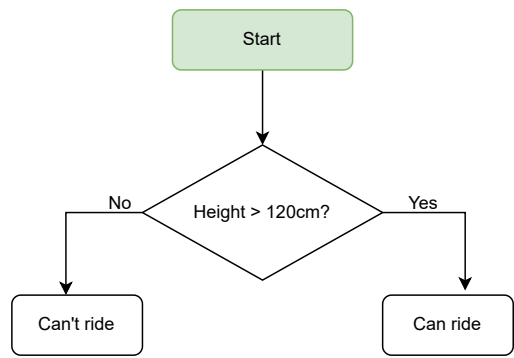 Start
Height > 120cm?
No
Yes
Can't ride
Can ride